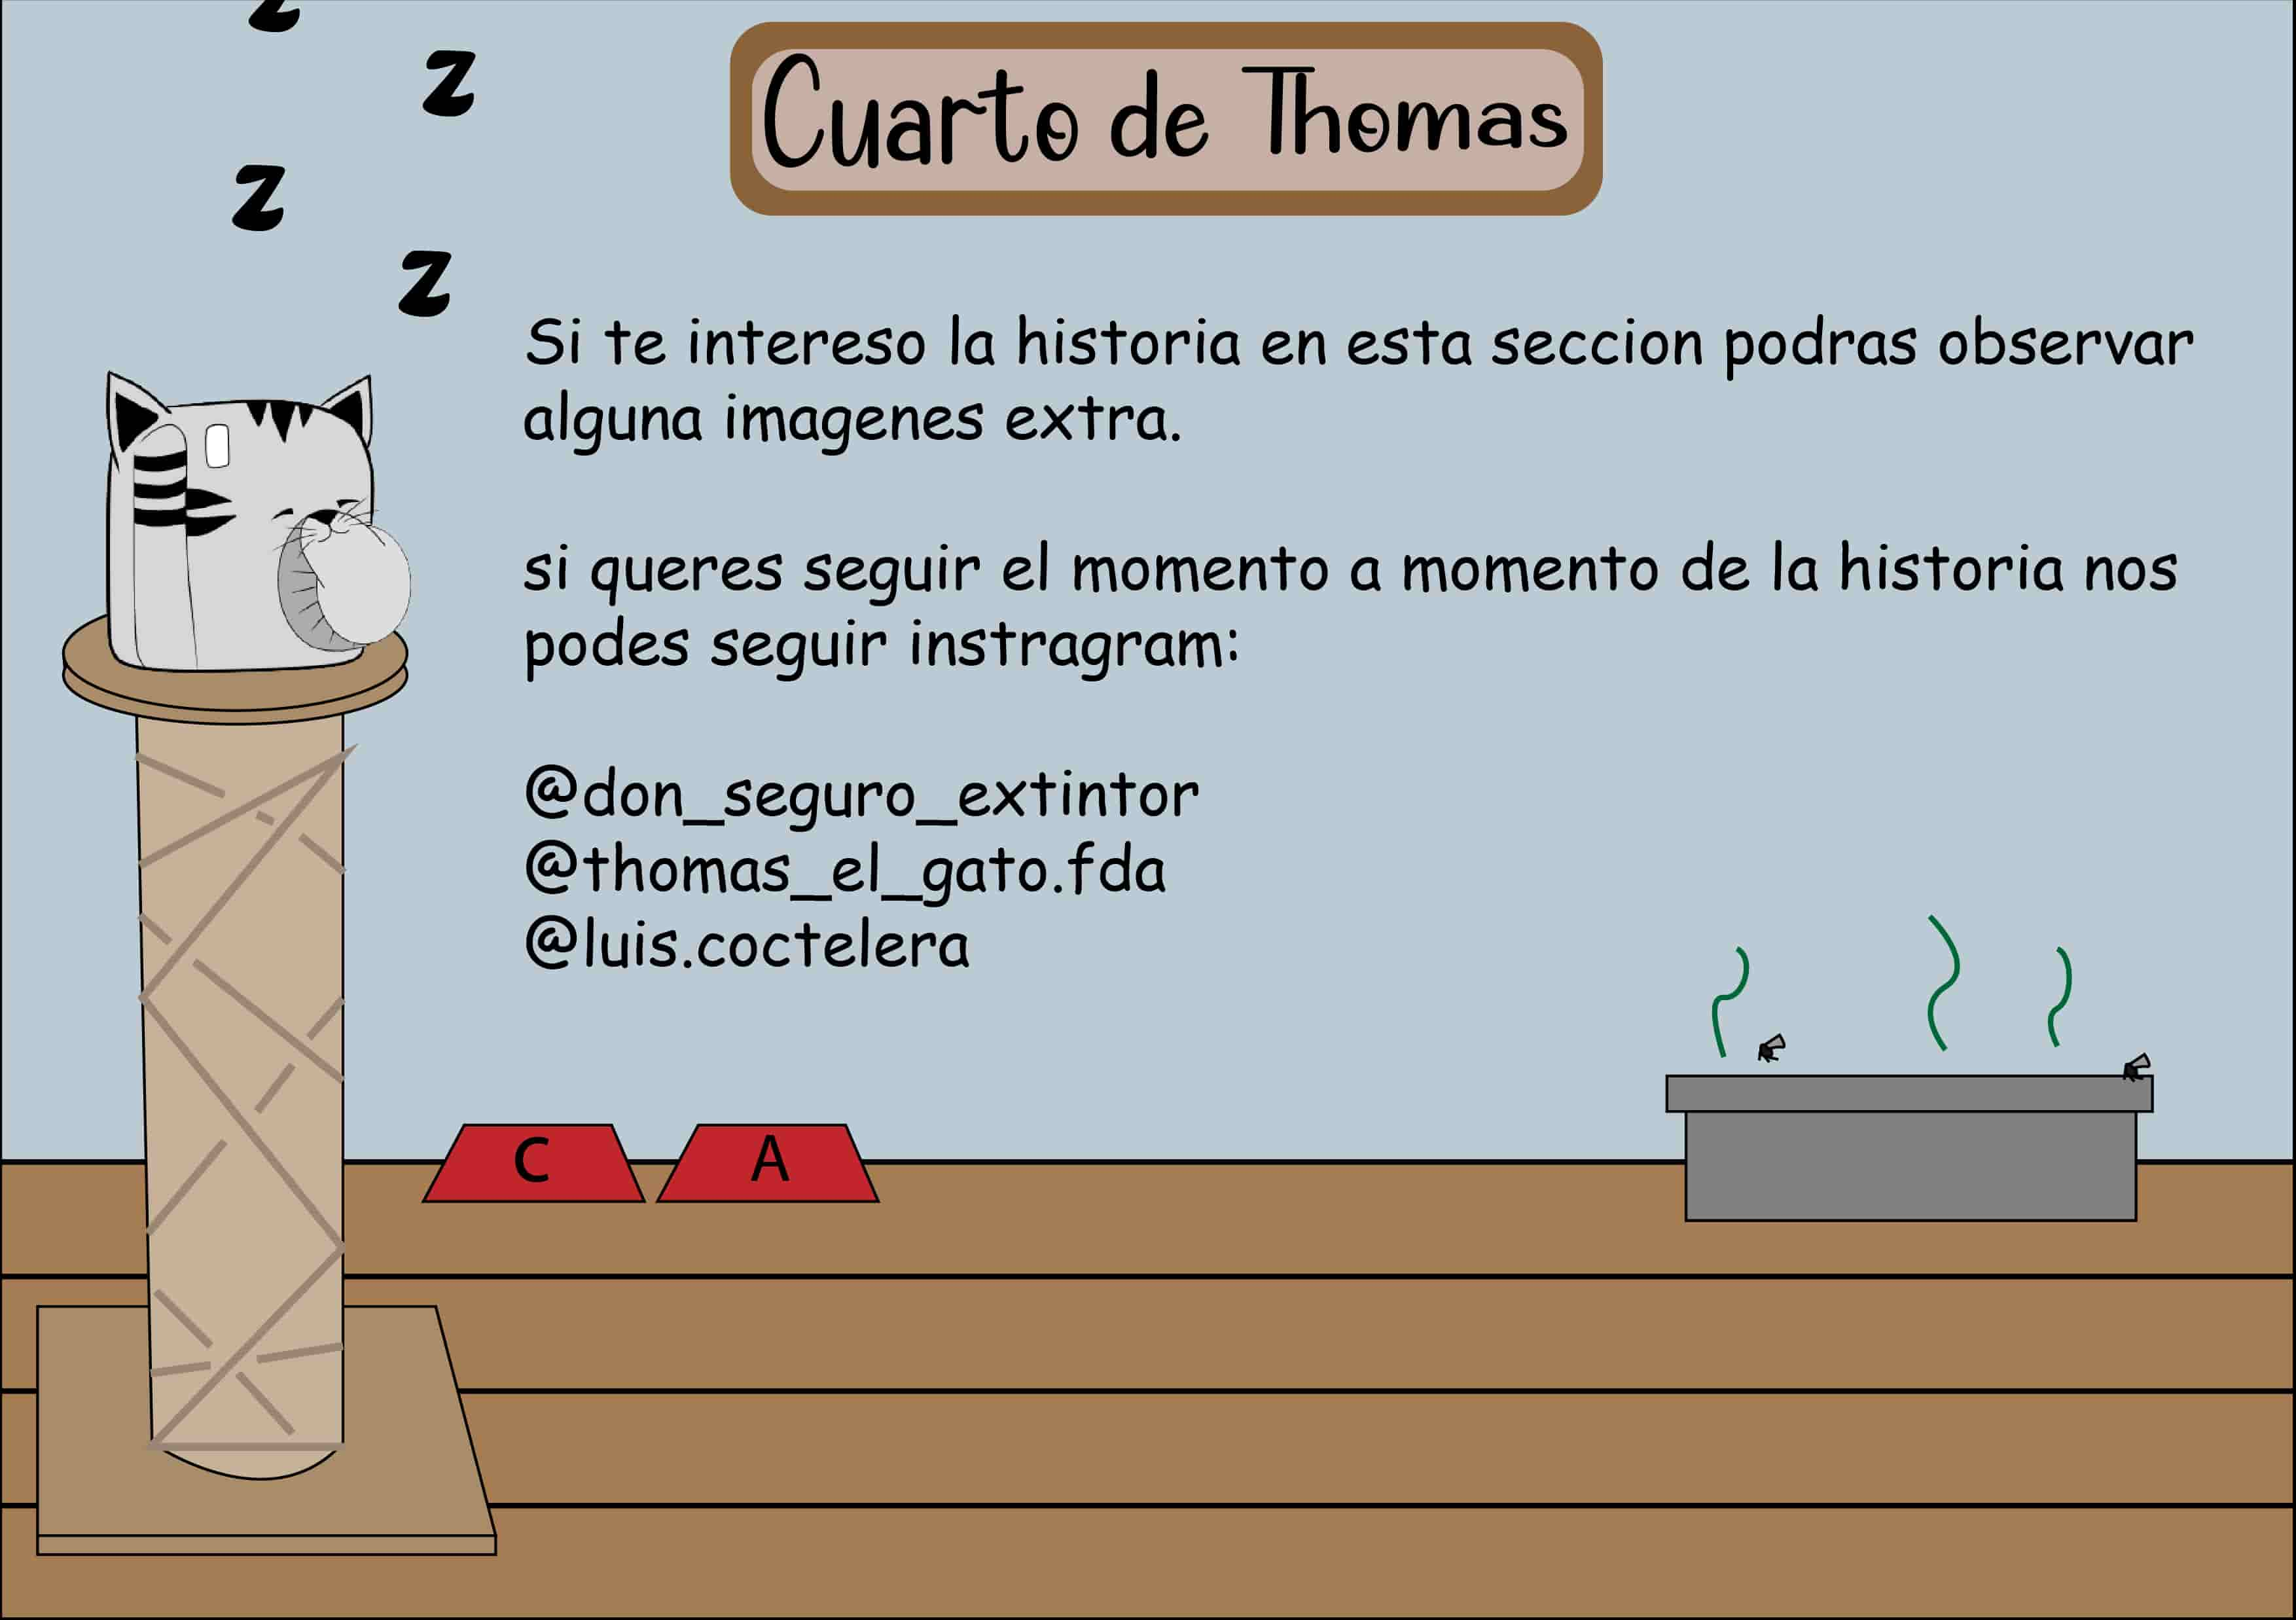 z
z
z
z
Cuarto de Thomas
Si te intereso la historia en esta seccion podras observar
alguna imagenes extra.
si queres seguir el momento a momento de la historia nos
podes seguir instragram:
@don_seguro_extintor
@thomas_el_gato.fda
@luis.coctelera
C A